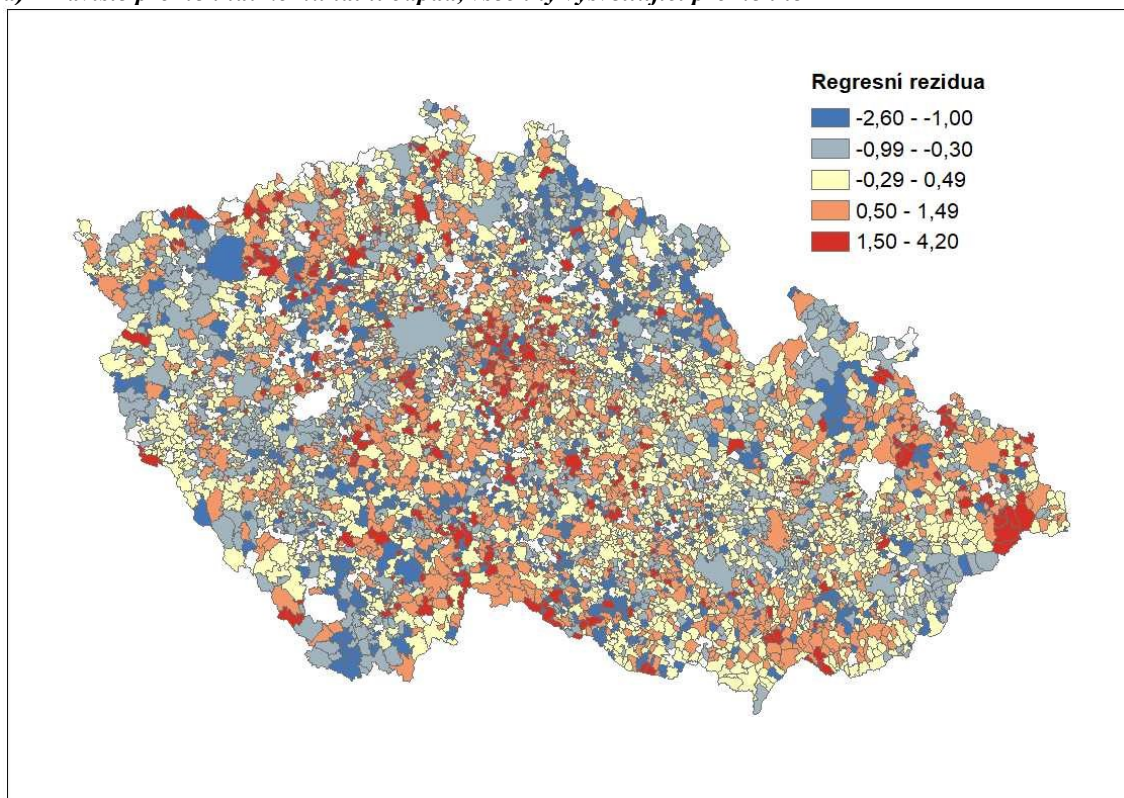 Regresní rezidua
-2,60 - -1,00
-0,99 - -0,30
-0,29 - 0,49
0,50 - 1,49
1,50 - 4,20